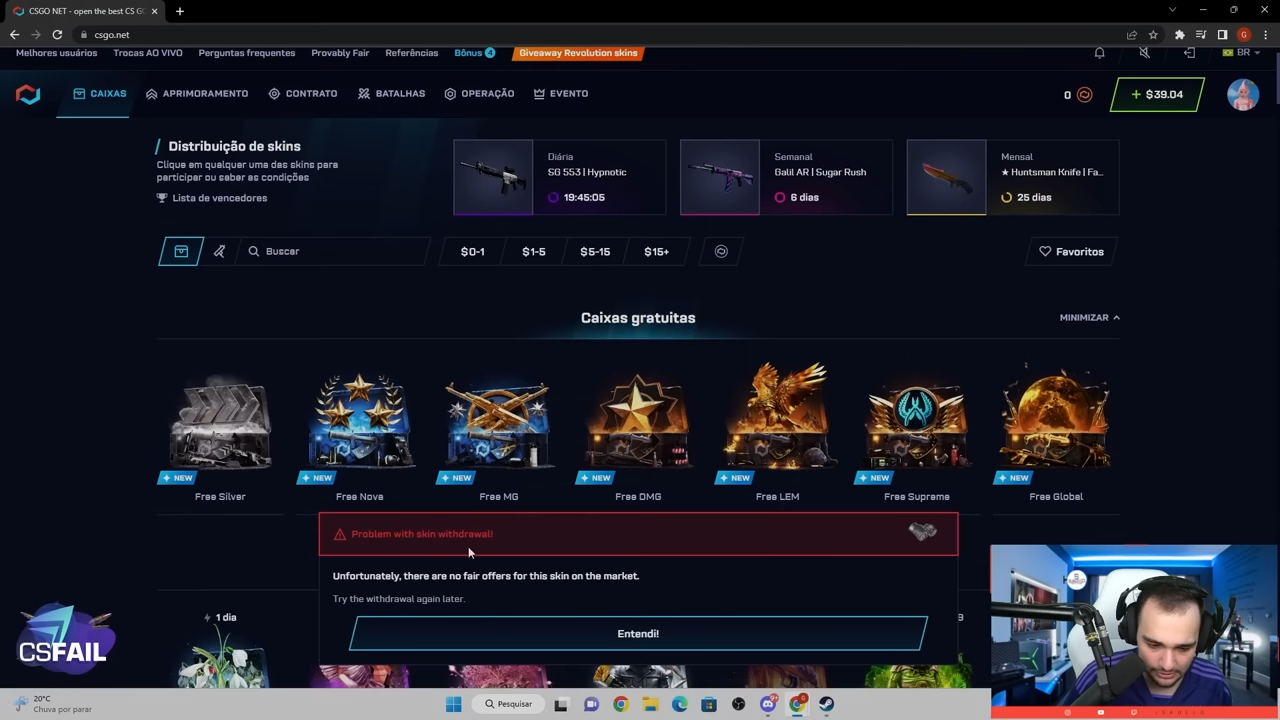 CSGO NET - open the best CS G
csgo.net
Melhores usuários Trocas AO VIVO Perguntas frequentes Provably Fair Referências Bônus 4 Giveaway Revolution skins BR
CAIXAS APRIMORAMENTO CONTRATO BATALHAS OPERAÇÃO EVENTO 0 + $39.04
Distribuição de skins
Clique em qualquer uma das skins para
participar ou saber as condições
Lista de vencedores
Diária
SG 553 | Hypnotic
19:45:05
Semanal
Galil AR | Sugar Rush
6 dias
Mensal
★ Huntsman Knife | Fa...
25 dias
Buscar $0-1 $1-5 $5-15 $15+ Favoritos
Caixas gratuitas MINIMIZAR
NEW NEW NEW NEW NEW NEW NEW
Free Silver Free Nova Free MG Free DMG Free LEM Free Supreme Free Global
Problem with skin withdrawal!
Unfortunately, there are no fair offers for this skin on the market.
Try the withdrawal again later.
Entendi!
1 dia
CSFAIL
20°C
Chuva por parar
Pesquisar